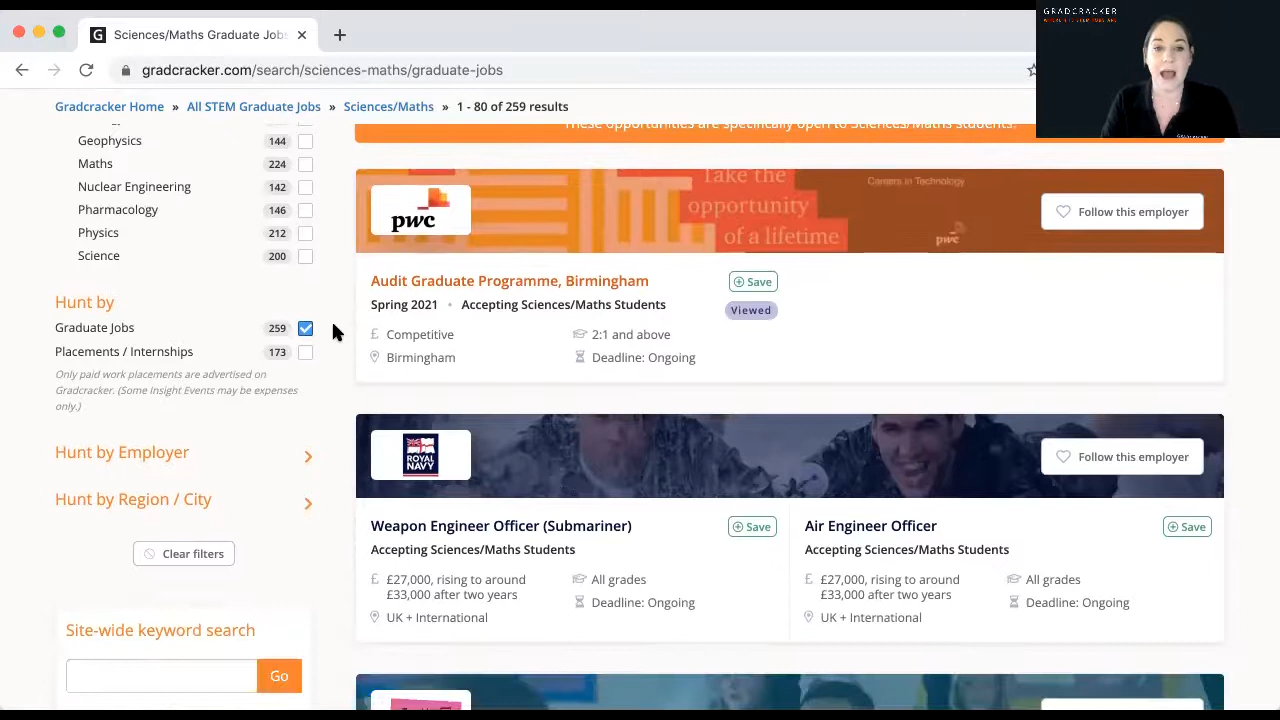 Sciences/Maths Graduate Jobs
gradcracker.com/search/sciences-maths/graduate-jobs
GRADCRACKER
Gradcracker Home » All STEM Graduate Jobs » Sciences/Maths » 1 - 80 of 259 results
These opportunities are specifically open to Sciences/Maths students.
Geophysics 144
Maths 224
Nuclear Engineering 142
Pharmacology 146
Physics 212
Science 200
Hunt by
Graduate Jobs 259
Placements / Internships 173
Only paid work placements are advertised on
Gradcracker. (Some Insight Events may be expenses
only.)
Hunt by Employer
Hunt by Region / City
Clear filters
Site-wide keyword search
Go
pwc
Take the
opportunity
of a lifetime
Careers in Technology
pwc
Follow this employer
Audit Graduate Programme, Birmingham
Save
Spring 2021 • Accepting Sciences/Maths Students
Viewed
£ Competitive
2:1 and above
Birmingham
Deadline: Ongoing
ROYAL
NAVY
Follow this employer
Weapon Engineer Officer (Submariner)
Save
Accepting Sciences/Maths Students
£ £27,000, rising to around
£33,000 after two years
All grades
Deadline: Ongoing
UK + International
Air Engineer Officer
Save
Accepting Sciences/Maths Students
£ £27,000, rising to around
£33,000 after two years
All grades
Deadline: Ongoing
UK + International